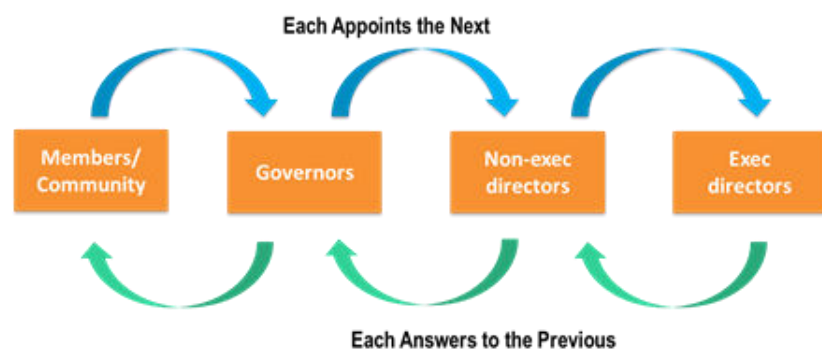 Each Appoints the Next
Members/
Community
Governors
Non-exec
directors
Exec
directors
Each Answers to the Previous